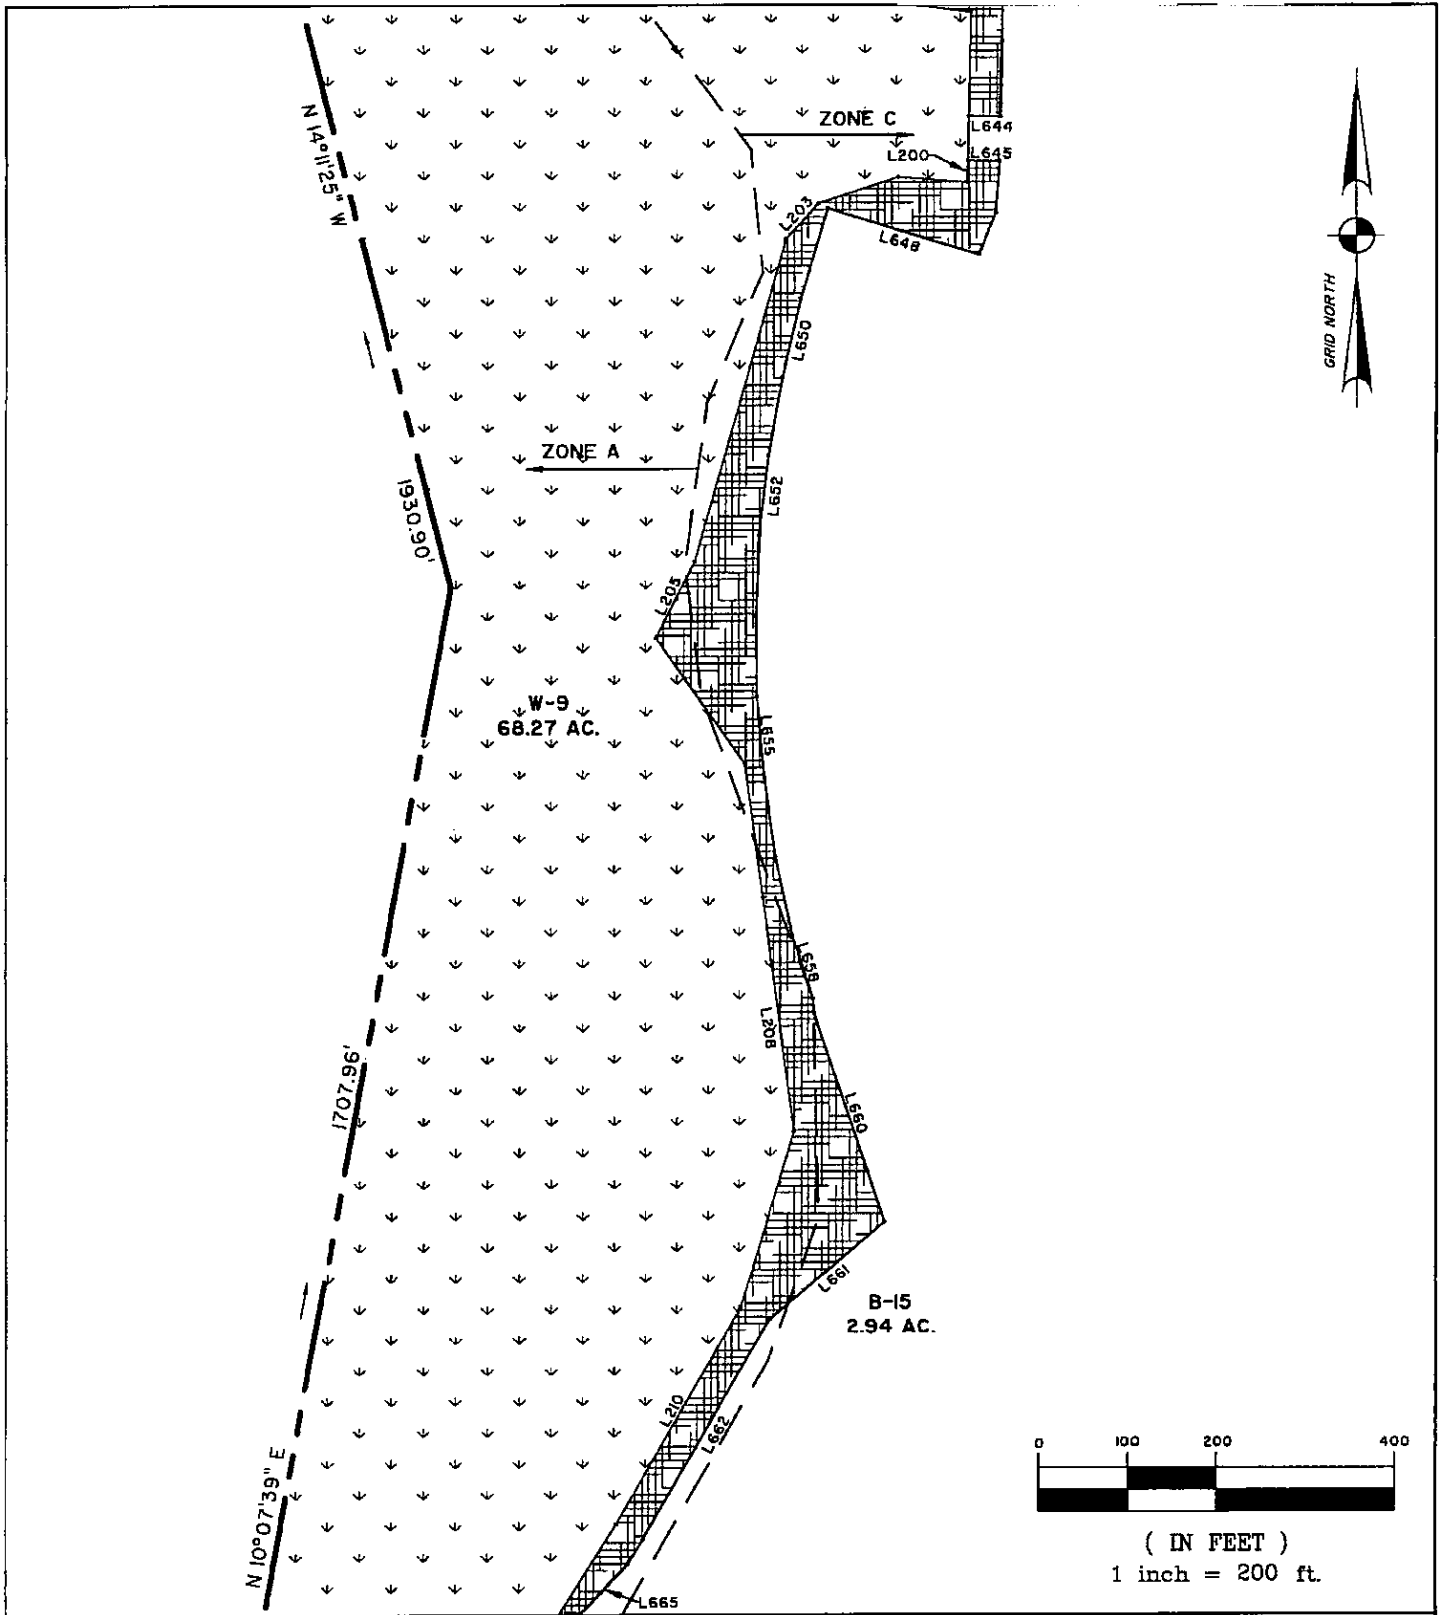 N 14°11'25" W
ZONE C
L644
L200
L645
L203
L648
GRID NORTH
L650
ZONE A
L652
1930.90'
L205
W-9
68.27 AC.
L655
L658
L208
1707.96'
L660
L661
B-15
2.94 AC.
L210
L662
N 10°07'39" E
0 100 200 400
( IN FEET )
1 inch = 200 ft.
L665